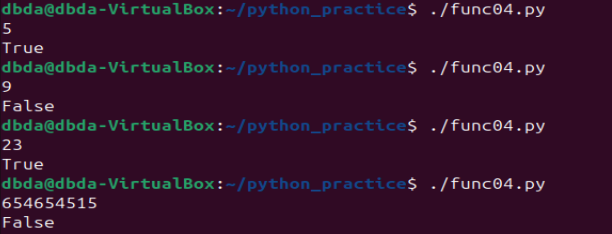 dbda@dbda-VirtualBox:~/python_practice$ ./func04.py
5
True
dbda@dbda-VirtualBox:~/python_practice$ ./func04.py
9
False
dbda@dbda-VirtualBox:~/python_practice$ ./func04.py
23
True
dbda@dbda-VirtualBox:~/python_practice$ ./func04.py
654654515
False